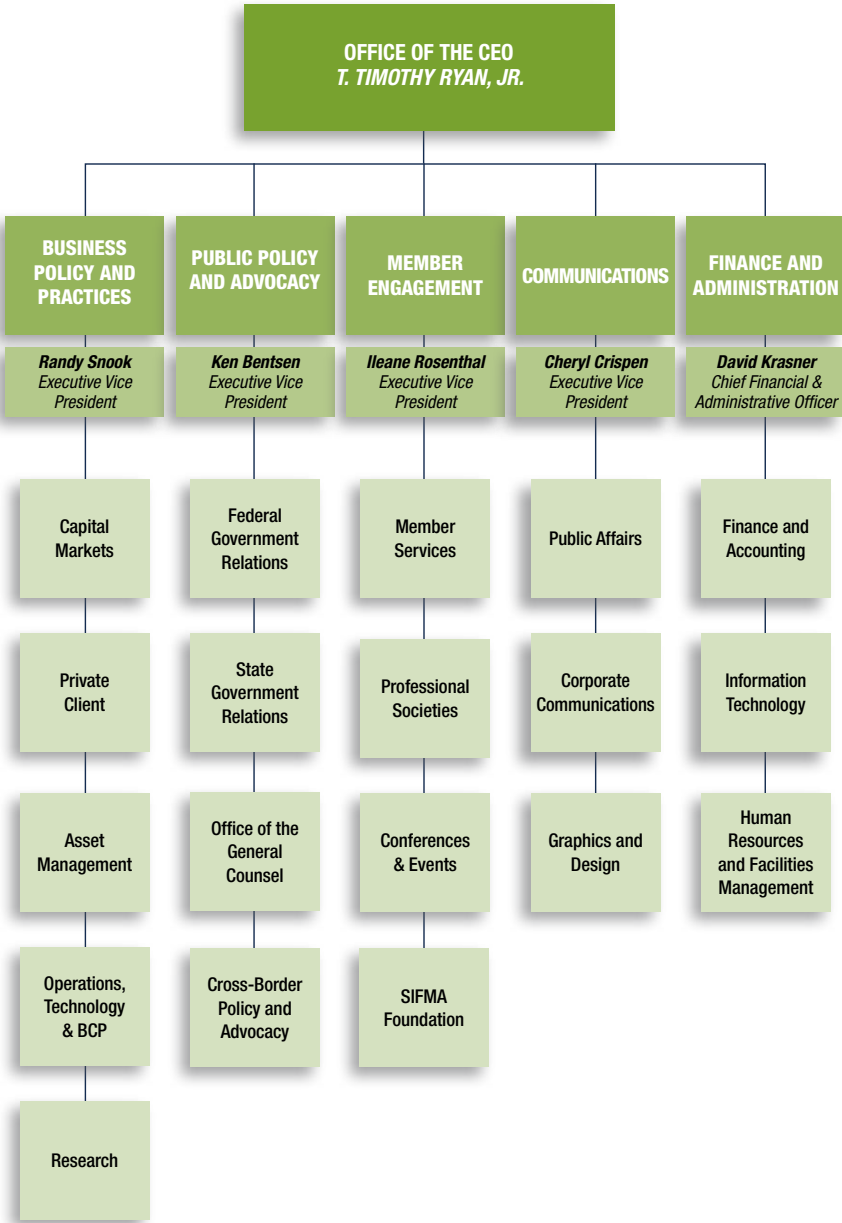 OFFICE OF THE CEO
T. TIMOTHY RYAN, JR.
BUSINESS
POLICY AND
PRACTICES
Randy Snook
Executive Vice
President
Capital
Markets
Private
Client
Asset
Management
Operations,
Technology
& BCP
Research
PUBLIC POLICY
AND ADVOCACY
Ken Bentsen
Executive Vice
President
Federal
Government
Relations
State
Government
Relations
Office of the
General
Counsel
Cross-Border
Policy and
Advocacy
MEMBER
ENGAGEMENT
Ileane Rosenthal
Executive Vice
President
Member
Services
Professional
Societies
Conferences
& Events
SIFMA
Foundation
COMMUNICATIONS
Cheryl Crispen
Executive Vice
President
Public Affairs
Corporate
Communications
Graphics and
Design
FINANCE AND
ADMINISTRATION
David Krasner
Chief Financial &
Administrative Officer
Finance and
Accounting
Information
Technology
Human
Resources
and Facilities
Management